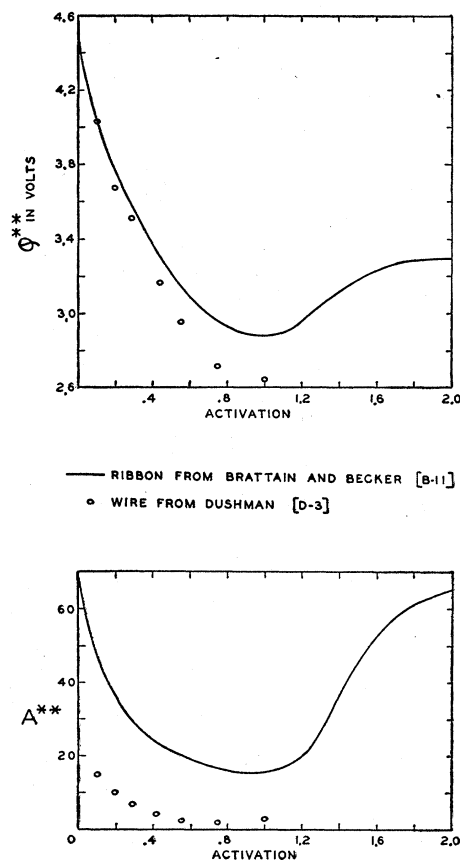 4.6
4.2
3.8
3.4
3.0
2.6
φ** IN VOLTS
.4 .8 1.2 1.6 2.0
ACTIVATION
RIBBON FROM BRATTAIN AND BECKER [B-11]
WIRE FROM DUSHMAN [D-3]
60
40
20
A**
0 .4 .8 1.2 1.6 2.0
ACTIVATION